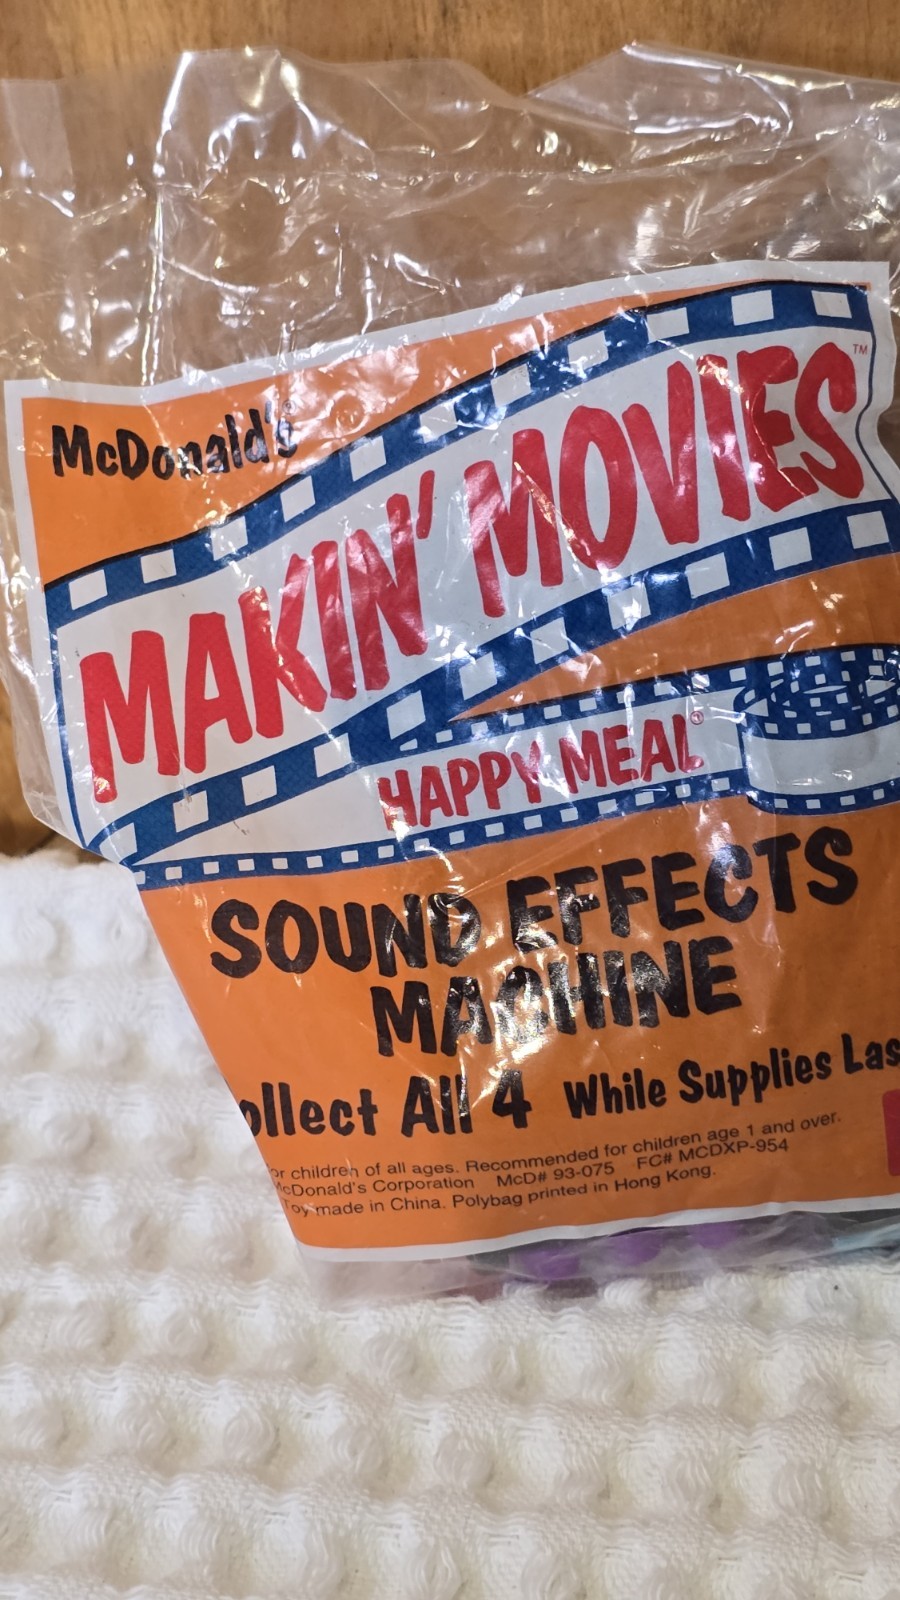 McDonald's®
MAKIN' MOVIES™
HAPPY MEAL®
SOUND EFFECTS
MACHINE
ollect All 4 While Supplies Las
or children of all ages. Recommended for children age 1 and over.
McDonald's Corporation McD# 93-075 FC# MCDXP-954
Toy made in China. Polybag printed in Hong Kong.